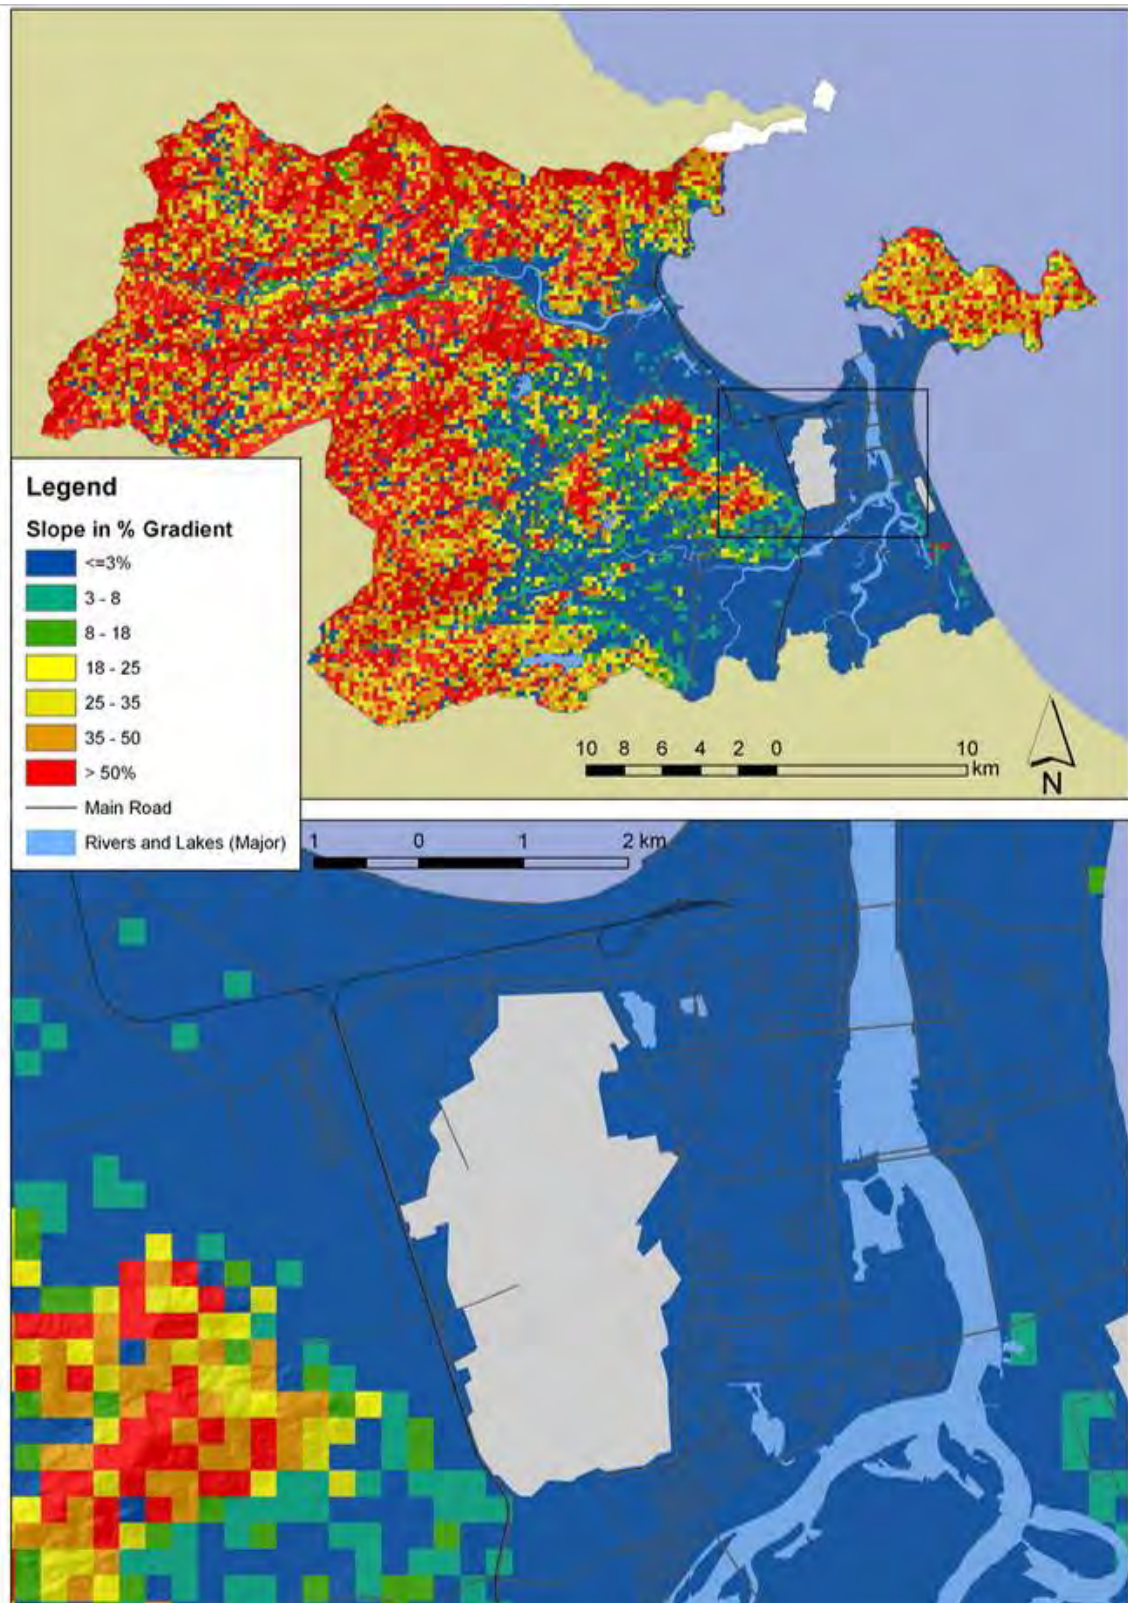 Legend
Slope in % Gradient
<=3%
3 - 8
8 - 18
18 - 25
25 - 35
35 - 50
> 50%
Main Road
Rivers and Lakes (Major)
10 8 6 4 2 0 10
km
N
1 0 1 2 km